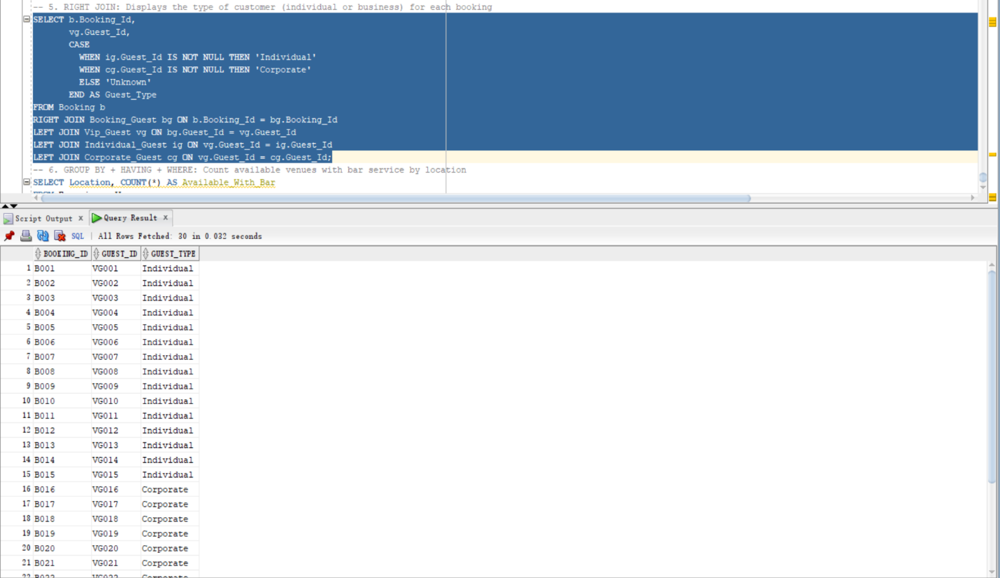 -- 5. RIGHT JOIN: Displays the type of customer (individual or business) for each booking
SELECT b.Booking_Id,
vg.Guest_Id,
CASE
WHEN ig.Guest_Id IS NOT NULL THEN 'Individual'
WHEN cg.Guest_Id IS NOT NULL THEN 'Corporate'
ELSE 'Unknown'
END AS Guest_Type
FROM Booking b
RIGHT JOIN Booking_Guest bg ON b.Booking_Id = bg.Booking_Id
LEFT JOIN Vip_Guest vg ON bg.Guest_Id = vg.Guest_Id
LEFT JOIN Individual_Guest ig ON vg.Guest_Id = ig.Guest_Id
LEFT JOIN Corporate_Guest cg ON vg.Guest_Id = cg.Guest_Id;
-- 6. GROUP BY + HAVING + WHERE: Count available venues with bar service by location
SELECT Location, COUNT(*) AS Available_With_Bar
Script Output x Query Result x
SQL | All Rows Fetched: 30 in 0.032 seconds
BOOKING_ID GUEST_ID GUEST_TYPE
1 B001 VG001 Individual
2 B002 VG002 Individual
3 B003 VG003 Individual
4 B004 VG004 Individual
5 B005 VG005 Individual
6 B006 VG006 Individual
7 B007 VG007 Individual
8 B008 VG008 Individual
9 B009 VG009 Individual
10 B010 VG010 Individual
11 B011 VG011 Individual
12 B012 VG012 Individual
13 B013 VG013 Individual
14 B014 VG014 Individual
15 B015 VG015 Individual
16 B016 VG016 Corporate
17 B017 VG017 Corporate
18 B018 VG018 Corporate
19 B019 VG019 Corporate
20 B020 VG020 Corporate
21 B021 VG021 Corporate
22 B022 VG022 Corporate